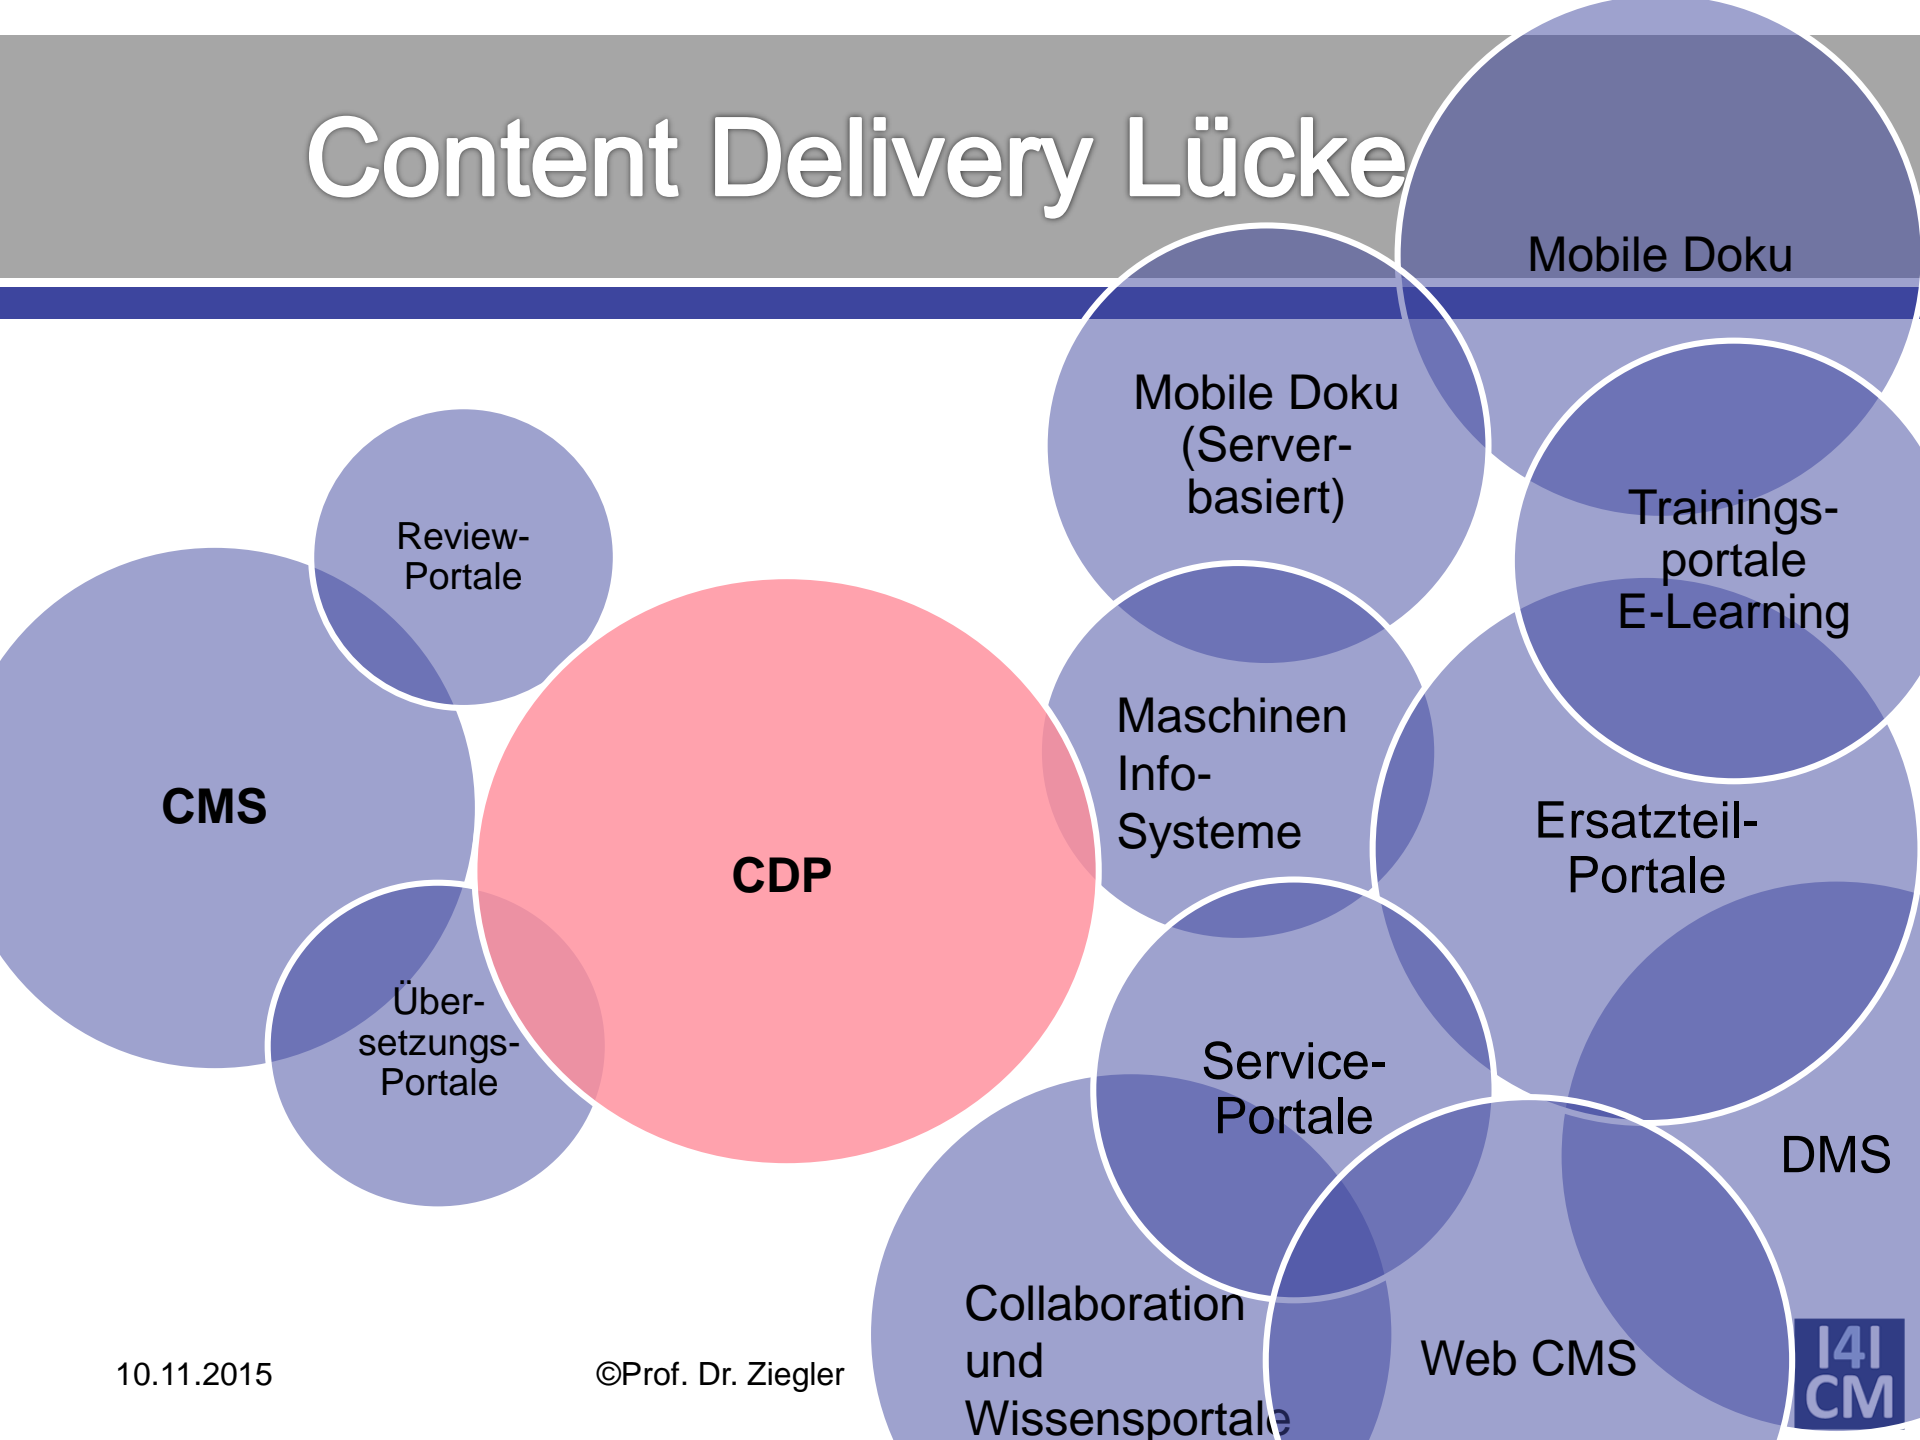 Content Delivery Lücke
Mobile Doku
Mobile Doku
(Server-
basiert)
Trainings-
portale
E-Learning
Review-
Portale
Maschinen
Info-
Systeme
CMS
CDP
Ersatzteil-
Portale
Über-
setzungs-
Portale
Service-
Portale
DMS
Collaboration
und
Wissensportale
Web CMS
10.11.2015
©Prof. Dr. Ziegler
I4I
CM